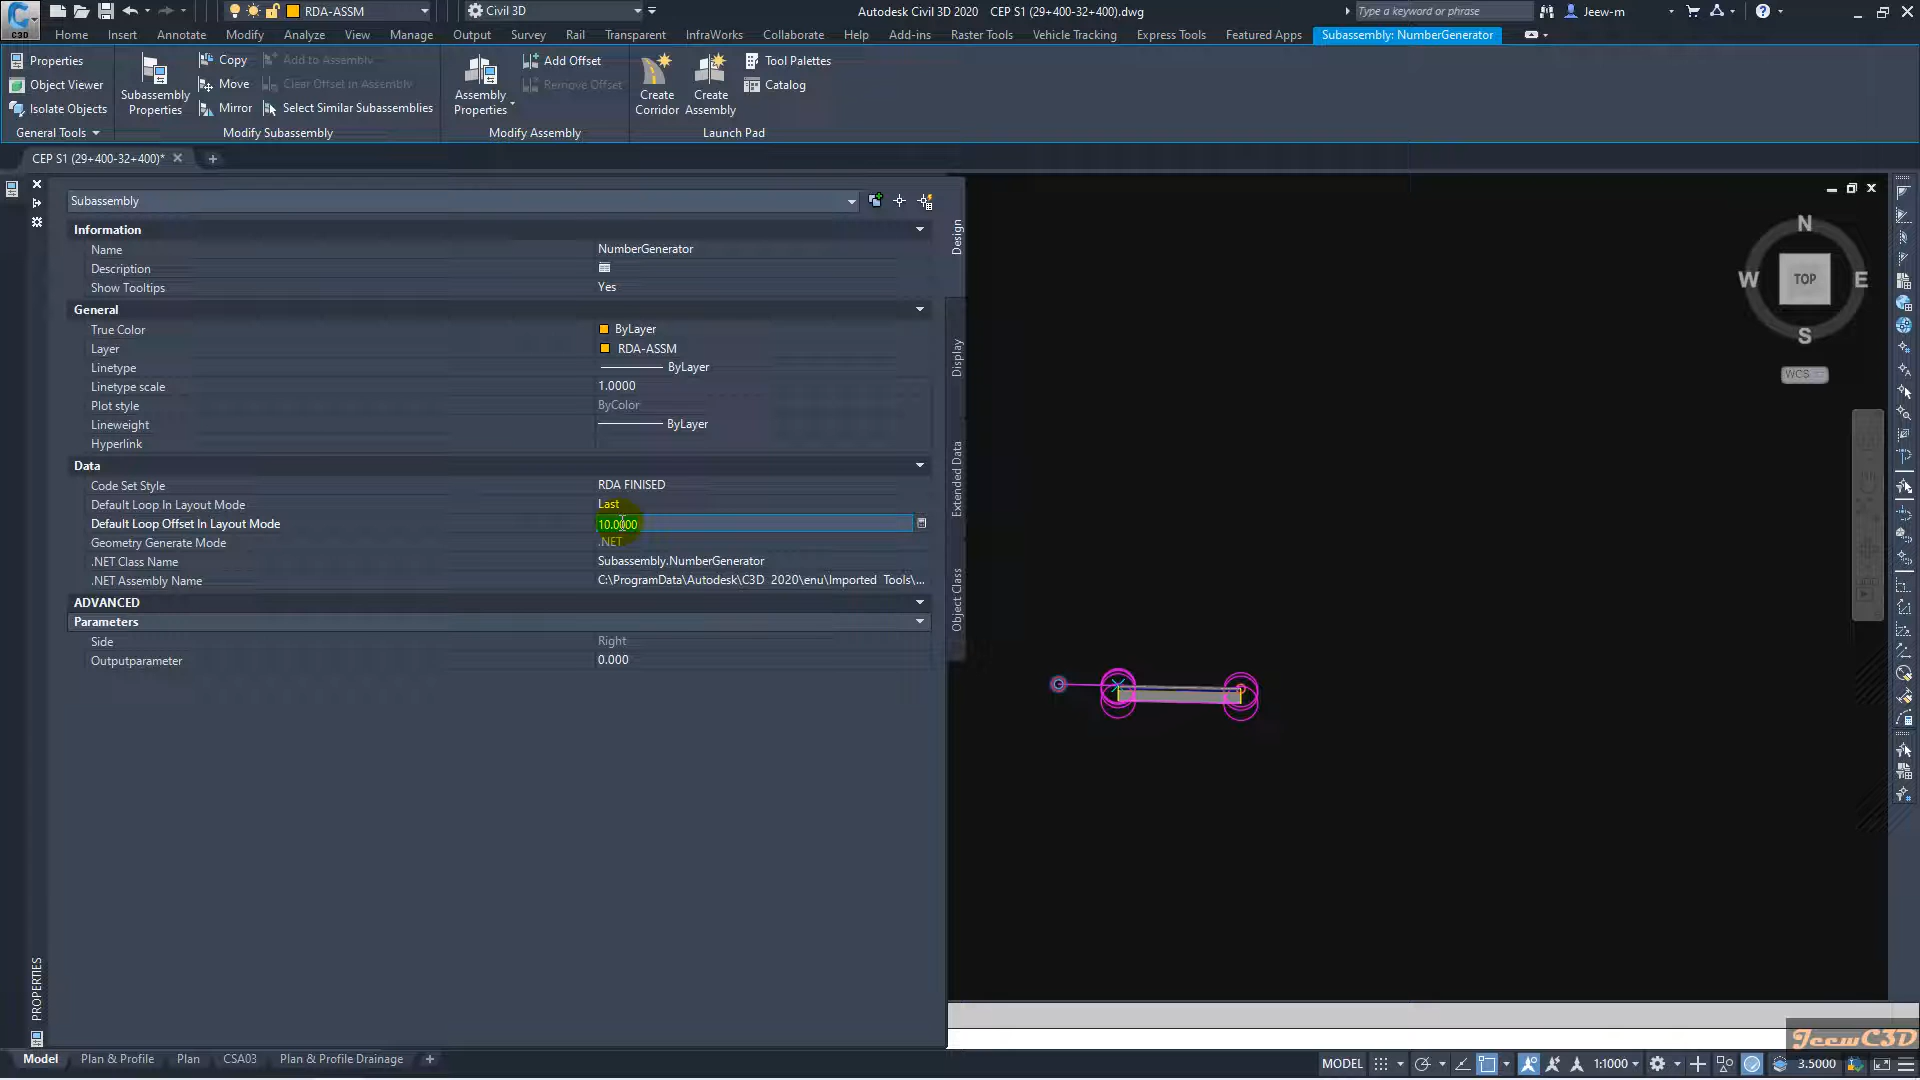 C3D
RDA-ASSM
Civil 3D
Autodesk Civil 3D 2020 CEP S1 (29+400-32+400).dwg
Type a keyword or phrase
Jeew-m
Home Insert Annotate Modify Analyze View Manage Output Survey Rail Transparent InfraWorks Collaborate Help Add-ins Raster Tools Vehicle Tracking Express Tools Featured Apps Subassembly: NumberGenerator
Properties
Object Viewer
Isolate Objects
General Tools
Subassembly
Properties
Copy
Move
Mirror
Add to Assembly
Clear Offset in Assembly
Select Similar Subassemblies
Modify Subassembly
Assembly
Properties
Add Offset
Remove Offset
Modify Assembly
Create
Corridor
Create
Assembly
Tool Palettes
Catalog
Launch Pad
CEP S1 (29+400-32+400)*
Subassembly
Information
Name NumberGenerator
Description
Show Tooltips Yes
General
True Color ByLayer
Layer RDA-ASSM
Linetype ByLayer
Linetype scale 1.0000
Plot style ByColor
Lineweight ByLayer
Hyperlink
Data
Code Set Style RDA FINISED
Default Loop In Layout Mode Last
Default Loop Offset In Layout Mode 10.0000
Geometry Generate Mode .NET
.NET Class Name Subassembly.NumberGenerator
.NET Assembly Name C:\ProgramData\Autodesk\C3D 2020\enu\Imported Tools\...
ADVANCED
Parameters
Side Right
Outputparameter 0.000
Design
Display
Extended Data
Object Class
PROPERTIES
N
W TOP E
S
WCS
JeewC3D
Model Plan & Profile Plan CSA03 Plan & Profile Drainage
MODEL 1:1000 3.5000